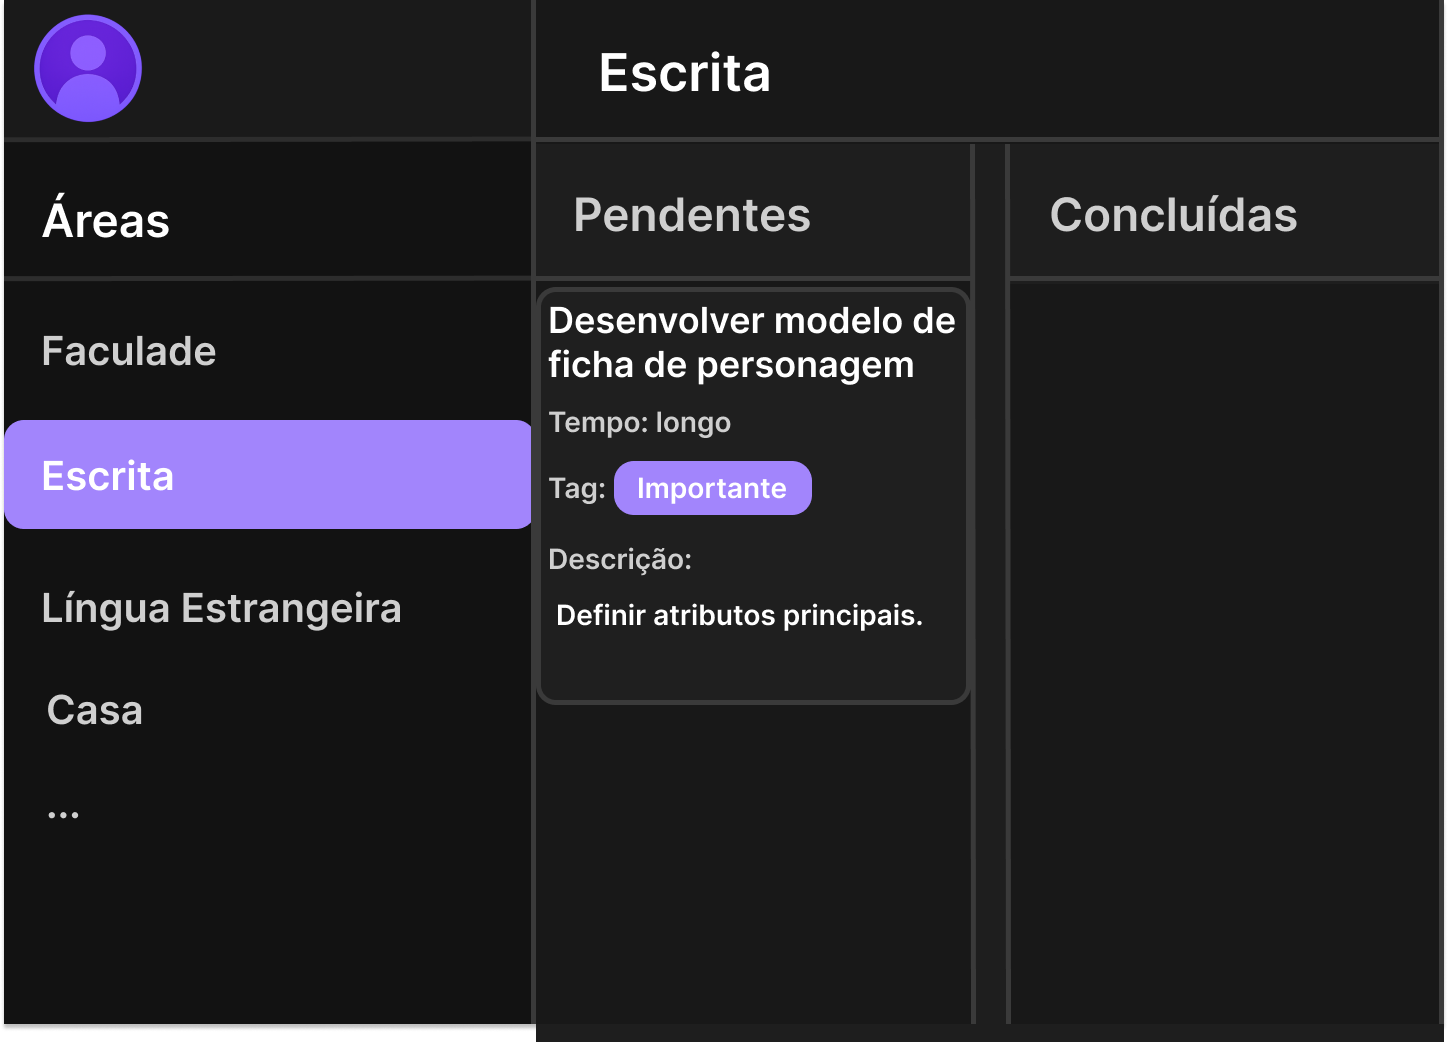 Escrita
Áreas
Faculade
Escrita
Língua Estrangeira
Casa
...
Pendentes
Desenvolver modelo de
ficha de personagem
Tempo: longo
Tag: Importante
Descrição:
Definir atributos principais.
Concluídas